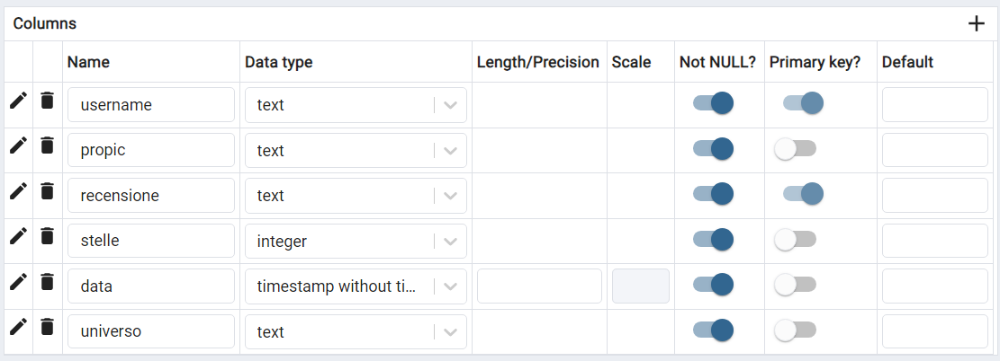 Columns
Name Data type Length/Precision Scale Not NULL? Primary key? Default
username text
propic text
recensione text
stelle integer
data timestamp without ti...
universo text